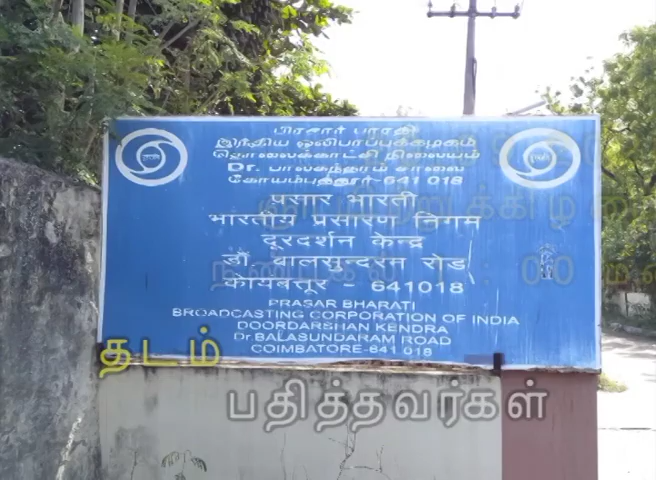 பிரசார் பாரதி
இந்திய ஒலிபரப்புக்கழகம்
தொலைக்காட்சி நிலையம்
Dr. பாலசுந்தரம் சாலை
கோயம்புத்தூர்-641 018
प्रसार भारती
भारतीय प्रसारण निगम
दूरदर्शन केन्द्र
डॉ बालसुन्दरम रोड
कोयंबत्तूर - 641018
PRASAR BHARATI
BROADCASTING CORPORATION OF INDIA
DOORDARSHAN KENDRA
Dr BALASUNDARAM ROAD
COIMBATORE-641 018
தடம்
பதித்தவர்கள்